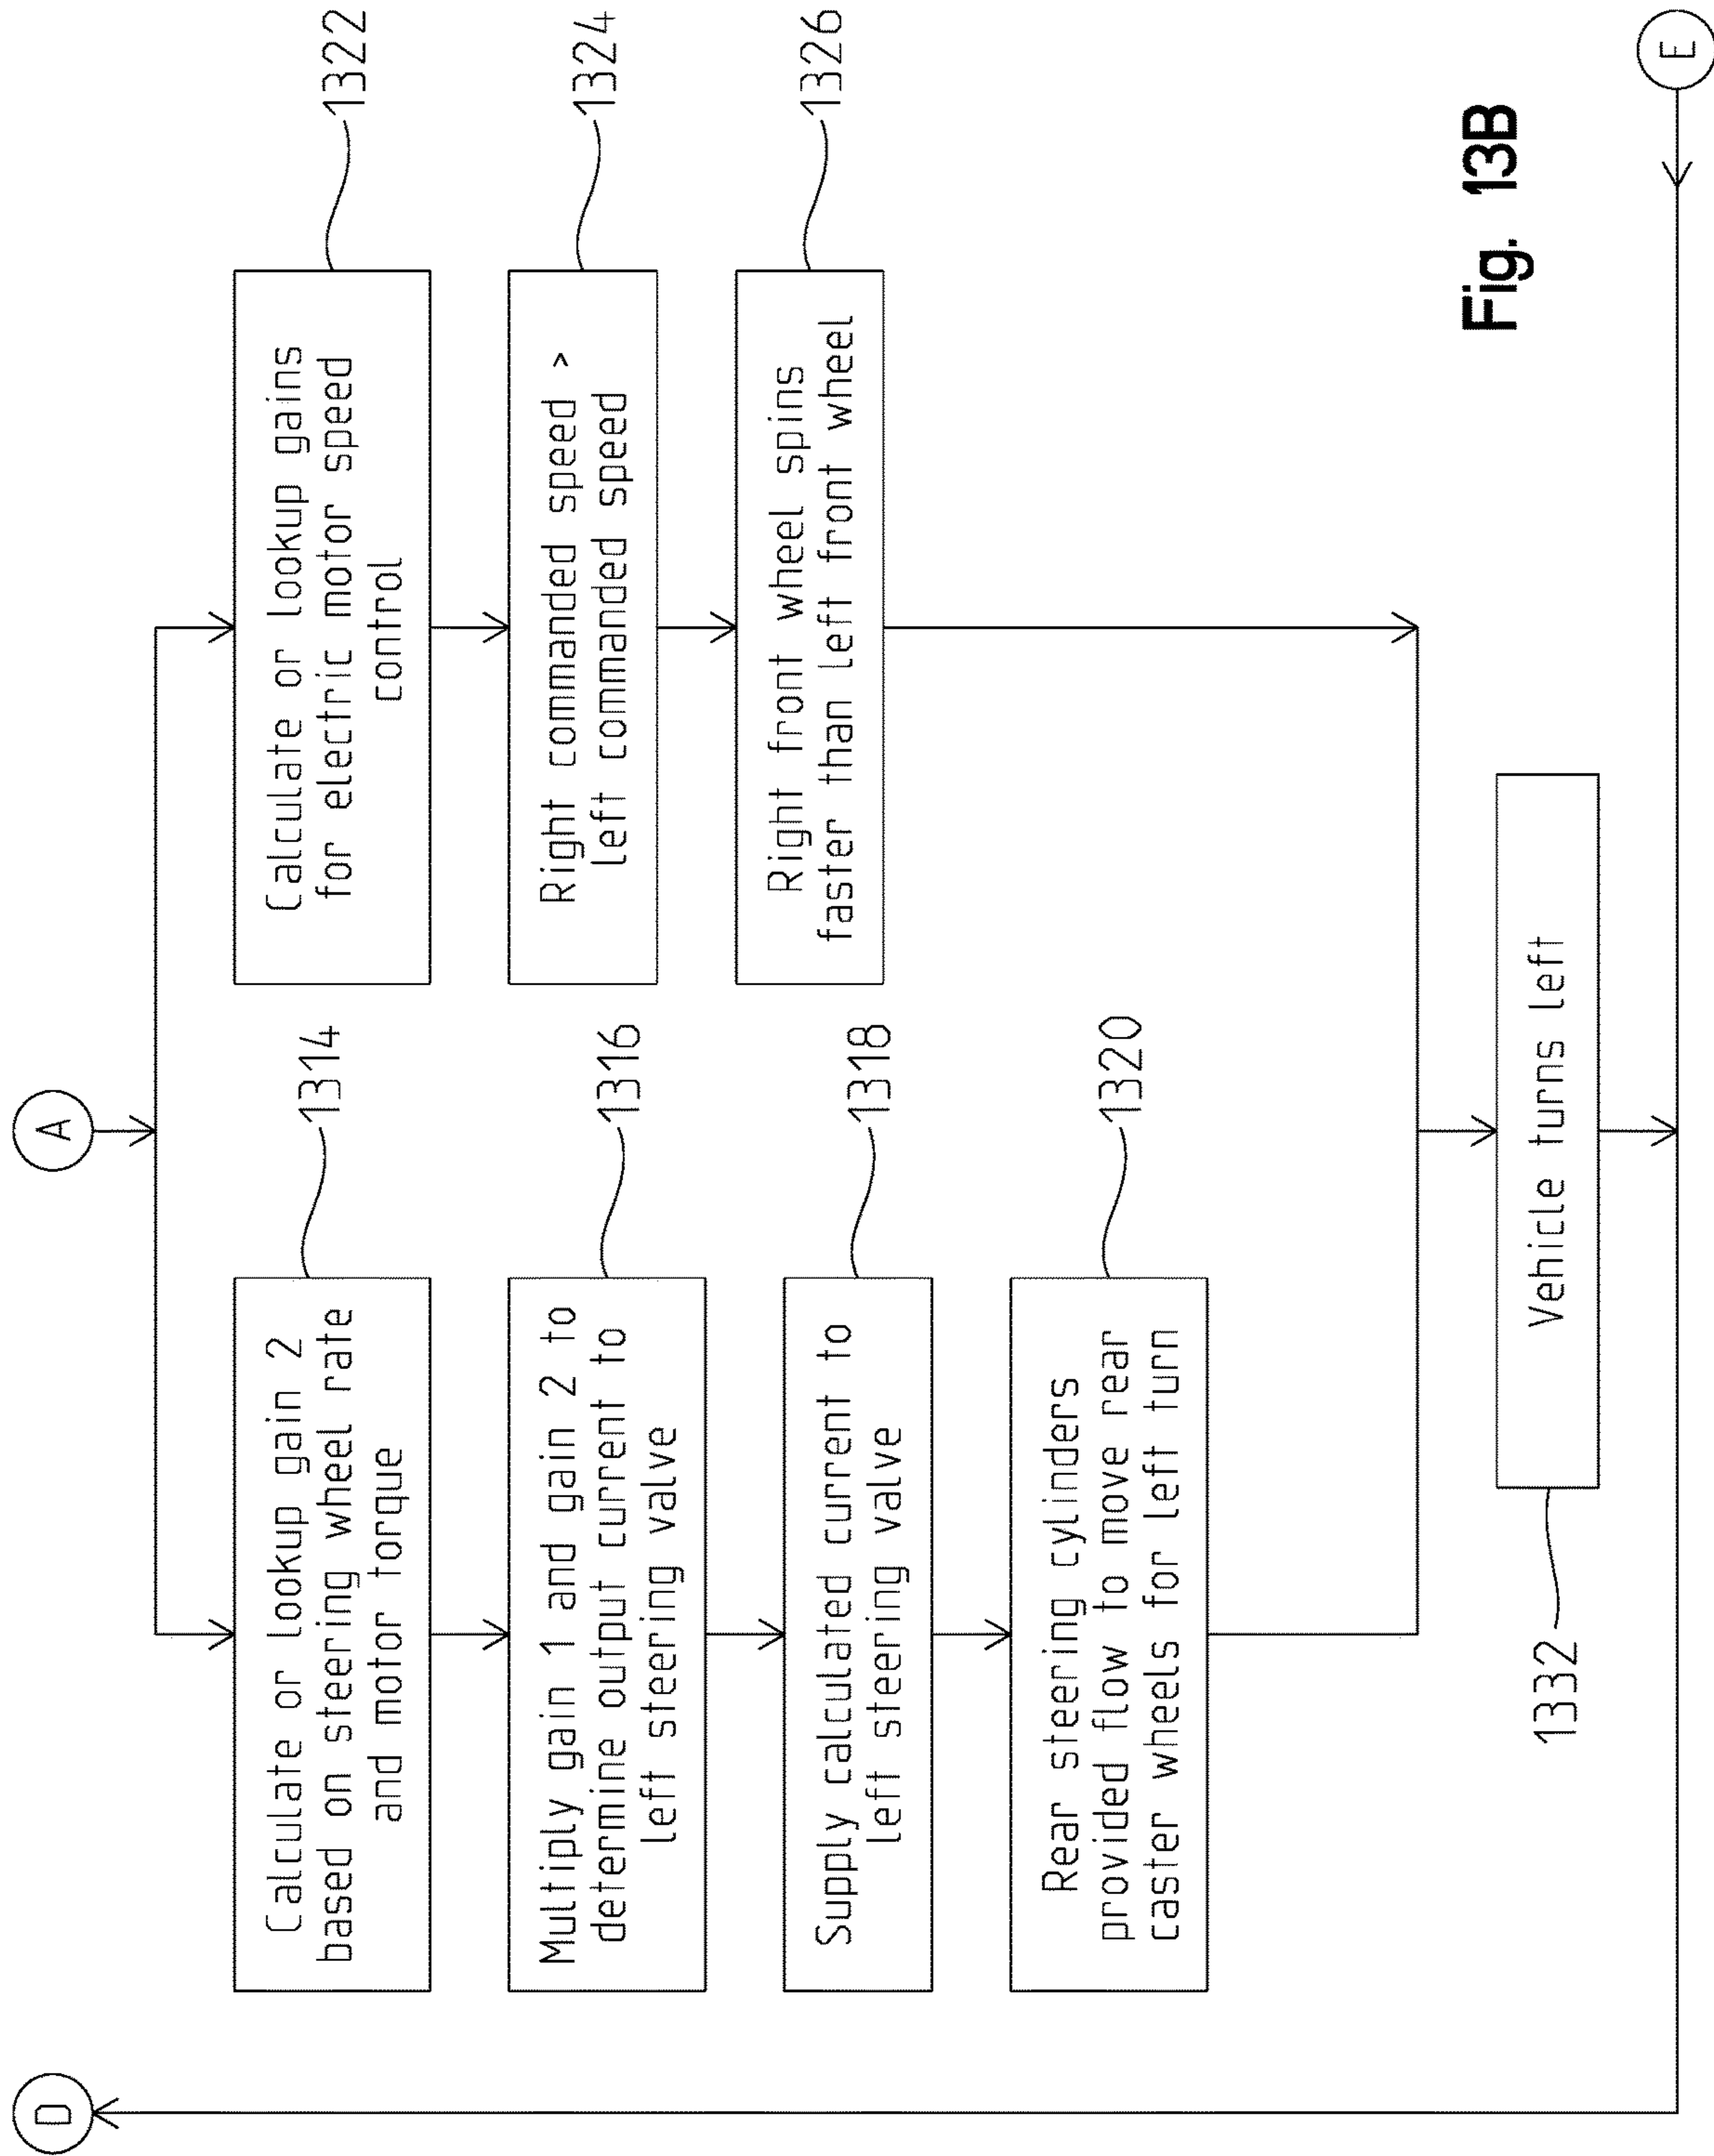 D
A
Calculate or lookup gain 2
based on steering wheel rate
and motor torque
1314
Multiply gain 1 and gain 2 to
determine output current to
left steering valve
1316
Supply calculated current to
left steering valve
1318
Rear steering cylinders
provided flow to move rear
caster wheels for left turn
1320
Calculate or lookup gains
for electric motor speed
control
1322
Right commanded speed >
left commanded speed
1324
Right front wheel spins
faster than left front wheel
1326
Vehicle turns left
1332
E
Fig. 13B